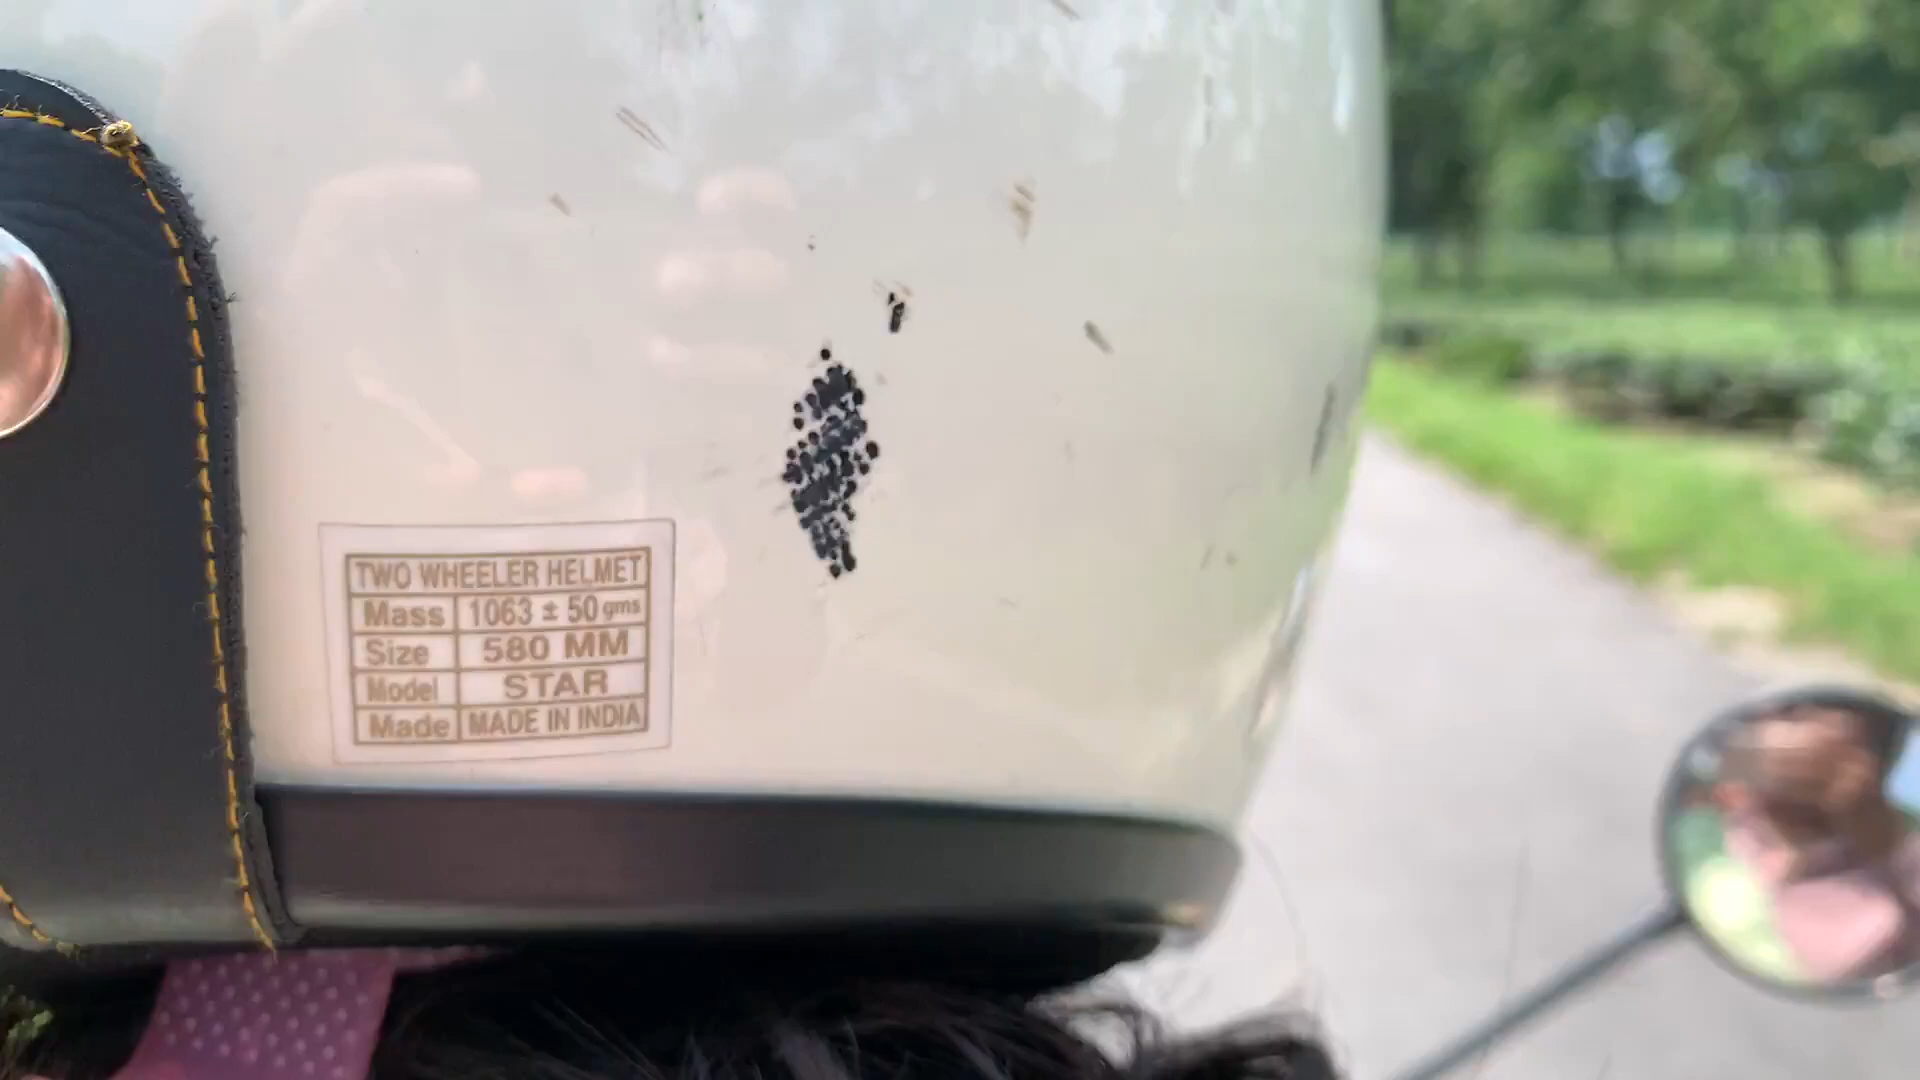 TWO WHEELER HELMET
Mass 1063 ± 50 gms
Size 580 MM
Model STAR
Made MADE IN INDIA